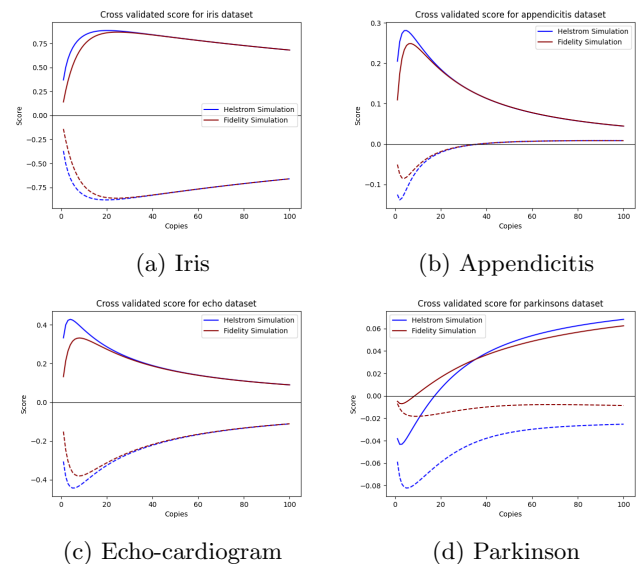 Cross validated score for iris dataset
Score
0.75
0.50
0.25
0.00
−0.25
−0.50
−0.75
Helstrom Simulation
Fidelity Simulation
0 20 40 60 80 100
Copies
(a) Iris
Cross validated score for appendicitis dataset
Score
0.3
0.2
0.1
0.0
−0.1
Helstrom Simulation
Fidelity Simulation
0 20 40 60 80 100
Copies
(b) Appendicitis
Cross validated score for echo dataset
Score
0.4
0.2
0.0
−0.2
−0.4
Helstrom Simulation
Fidelity Simulation
0 20 40 60 80 100
Copies
(c) Echo-cardiogram
Cross validated score for parkinsons dataset
Score
0.06
0.04
0.02
0.00
−0.02
−0.04
−0.06
−0.08
Helstrom Simulation
Fidelity Simulation
0 20 40 60 80 100
Copies
(d) Parkinson